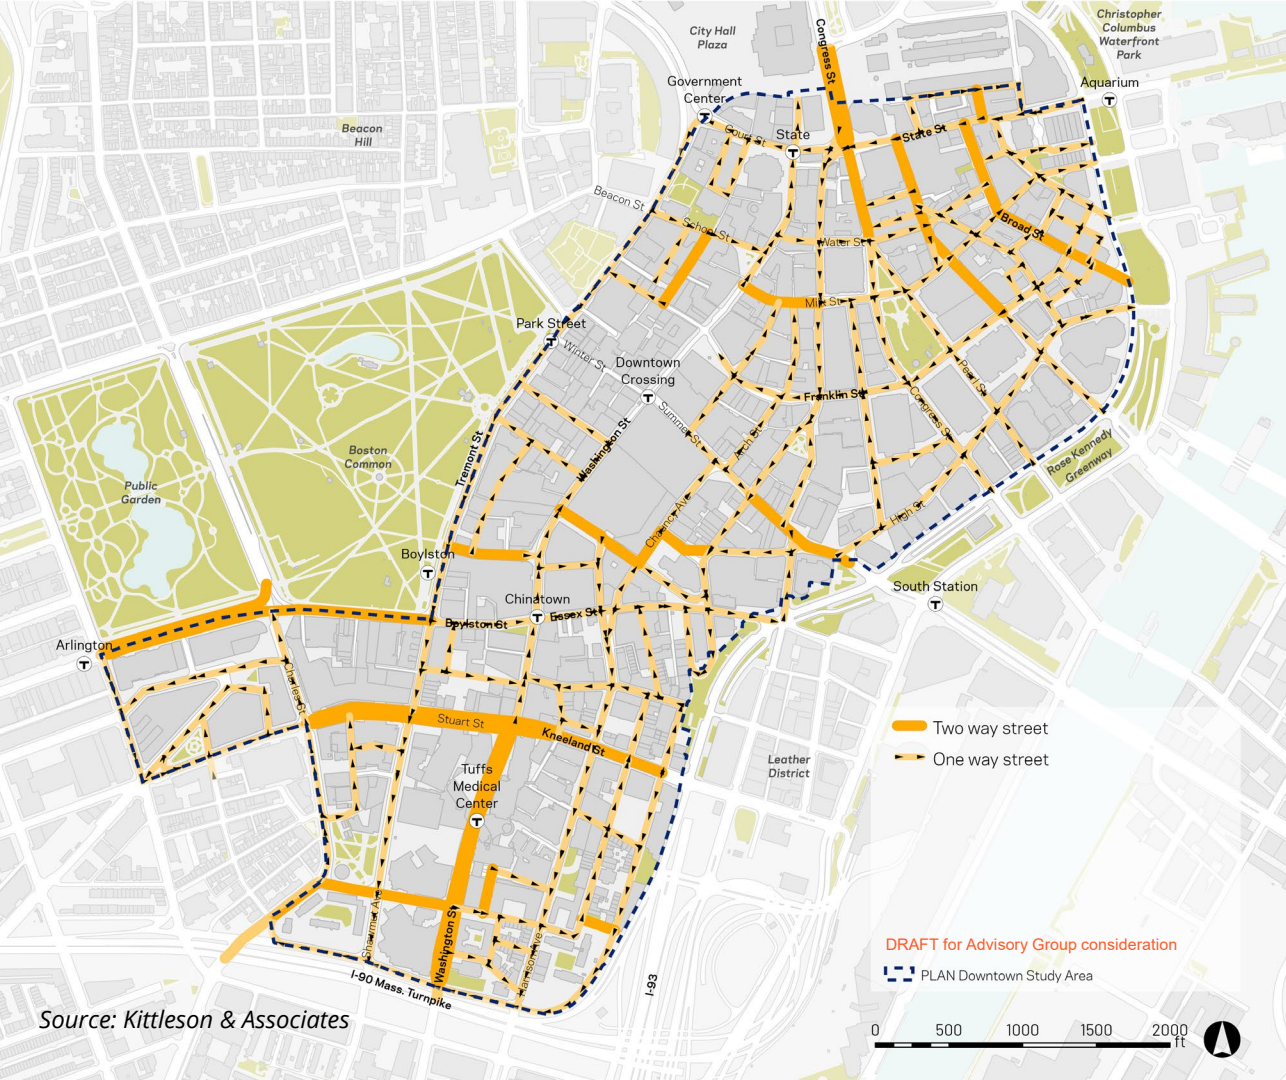 Christopher
Columbus
Waterfront
Park
City Hall
Plaza
Congress St
Government
Center
Aquarium
Court St
State
State St
Beacon
Hill
Beacon St
School St
Water St
Broad St
Milk St
Park Street
Winter St
Downtown
Crossing
Pearl St
Franklin St
Congress St
Summer St
Arch St
Washington St
Tremont St
Boston
Common
Public
Garden
Rose Kennedy
Greenway
Chauncy Ave
High St
Boylston
South Station
Chinatown
Essex St
Boylston St
Arlington
Charles St
Stuart St
Kneeland St
Two way street
One way street
Leather
District
Tuffs
Medical
Center
Shawmut Ave
Washington St
Harrison Ave
I-90 Mass. Turnpike
I-93
DRAFT for Advisory Group consideration
PLAN Downtown Study Area
Source: Kittleson & Associates
0 500 1000 1500 2000
ft
T
T
T
T
T
T
T
T
T
T